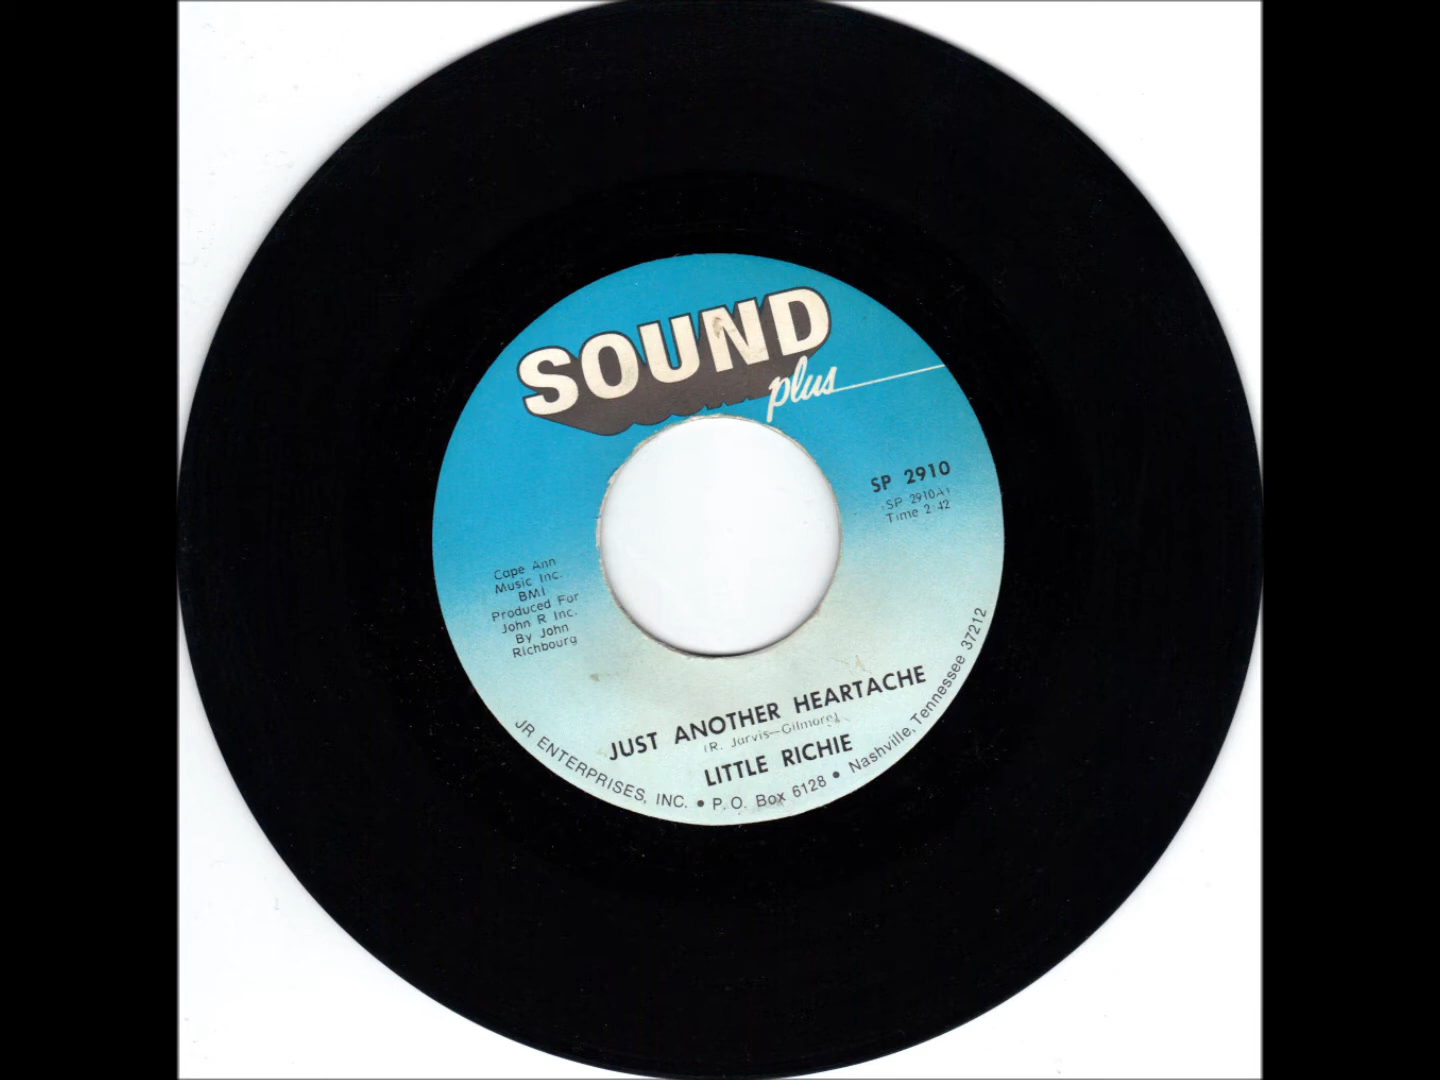 SOUND
plus
SP 2910
(SP 2910A)
Time 2:42
Cape Ann
Music Inc.
BMI
Produced For
John R Inc.
By John
Richbourg
JUST ANOTHER HEARTACHE
(R. Jarvis—Gilmore)
LITTLE RICHIE
JR ENTERPRISES, INC. • P.O. Box 6128 • Nashville, Tennessee 37212